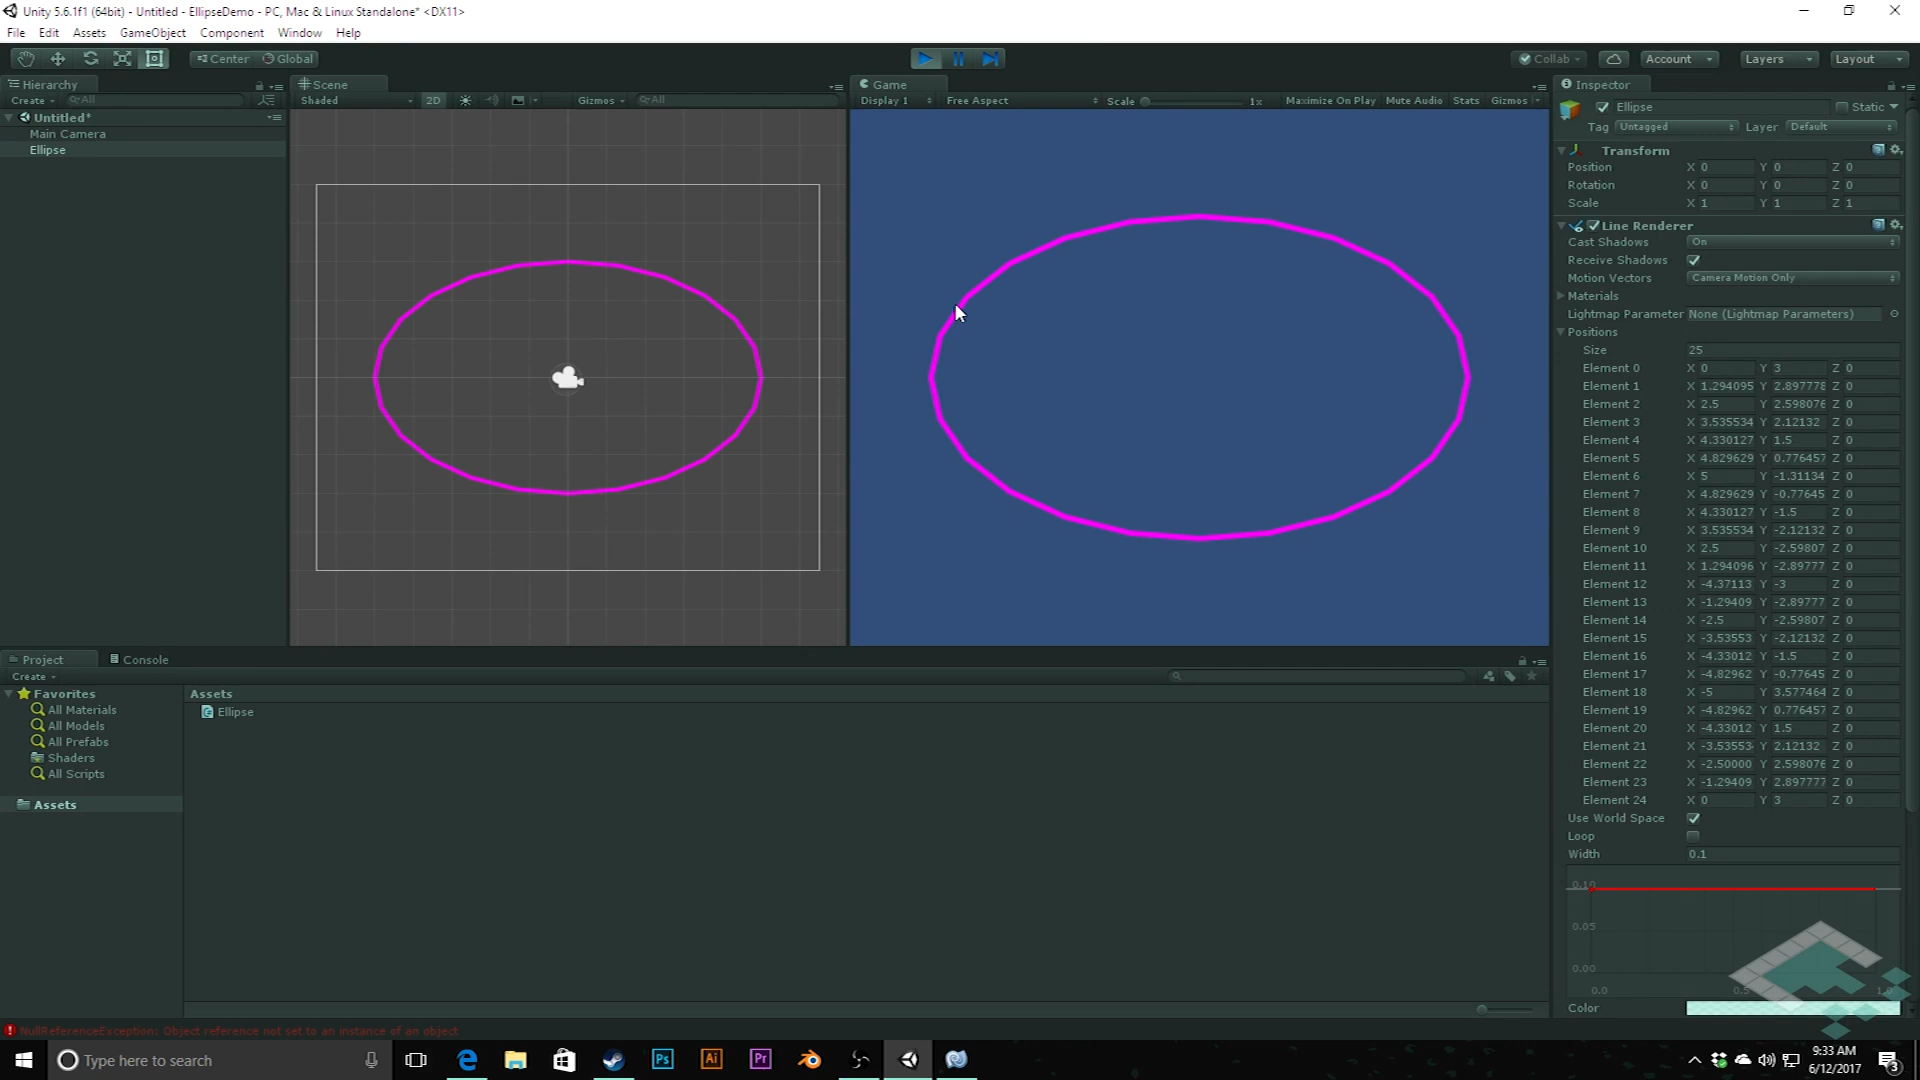 Unity 5.6.1f1 (64bit) - Untitled - EllipseDemo - PC, Mac & Linux Standalone* <DX11>
File Edit Assets GameObject Component Window Help
Center Global
Collab Account Layers Layout
Hierarchy
Create All
Untitled*
Main Camera
Ellipse
Scene
Shaded 2D Gizmos All
Game
Display 1 Free Aspect Scale 1x Maximize On Play Mute Audio Stats Gizmos
Inspector
Ellipse Static
Tag Untagged Layer Default
Transform
Position X 0 Y 0 Z 0
Rotation X 0 Y 0 Z 0
Scale X 1 Y 1 Z 1
Line Renderer
Cast Shadows On
Receive Shadows
Motion Vectors Camera Motion Only
Materials
Lightmap Parameter None (Lightmap Parameters)
Positions
Size 25
Element 0 X 0 Y 3 Z 0
Element 1 X 1.294095 Y 2.897778 Z 0
Element 2 X 2.5 Y 2.598076 Z 0
Element 3 X 3.535534 Y 2.12132 Z 0
Element 4 X 4.330127 Y 1.5 Z 0
Element 5 X 4.829629 Y 0.776457 Z 0
Element 6 X 5 Y -1.31134 Z 0
Element 7 X 4.829629 Y -0.77645 Z 0
Element 8 X 4.330127 Y -1.5 Z 0
Element 9 X 3.535534 Y -2.12132 Z 0
Element 10 X 2.5 Y -2.59807 Z 0
Element 11 X 1.294096 Y -2.89777 Z 0
Element 12 X -4.37113 Y -3 Z 0
Element 13 X -1.29409 Y -2.89777 Z 0
Element 14 X -2.5 Y -2.59807 Z 0
Element 15 X -3.53553 Y -2.12132 Z 0
Element 16 X -4.33012 Y -1.5 Z 0
Element 17 X -4.82962 Y -0.77645 Z 0
Element 18 X -5 Y 3.577464 Z 0
Element 19 X -4.82962 Y 0.776457 Z 0
Element 20 X -4.33012 Y 1.5 Z 0
Element 21 X -3.53553 Y 2.12132 Z 0
Element 22 X -2.50000 Y 2.598076 Z 0
Element 23 X -1.29409 Y 2.897777 Z 0
Element 24 X 0 Y 3 Z 0
Use World Space
Loop
Width 0.1
0.10
0.05
0.00
0.0 0.5 1.0
Color
Project Console
Create
Favorites
All Materials
All Models
All Prefabs
Shaders
All Scripts
Assets
Assets
Ellipse
NullReferenceException: Object reference not set to an instance of an object
Type here to search
Ps Ai Pr
9:33 AM
6/12/2017
3